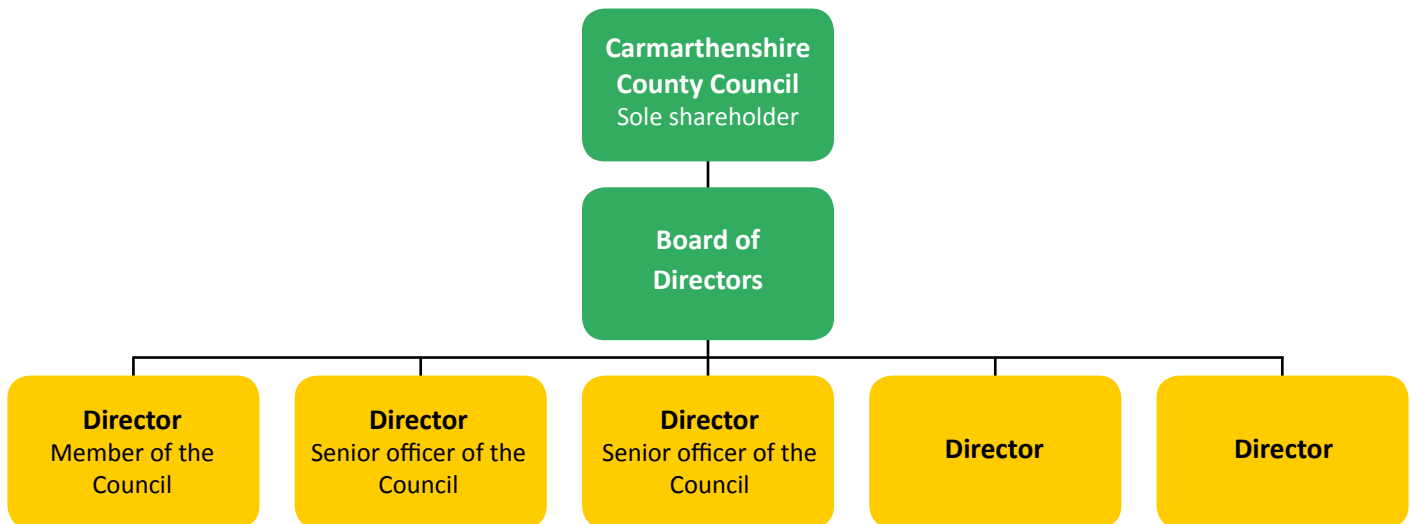 Carmarthenshire
County Council
Sole shareholder
Board of
Directors
Director
Member of the
Council
Director
Senior officer of the
Council
Director
Senior officer of the
Council
Director
Director